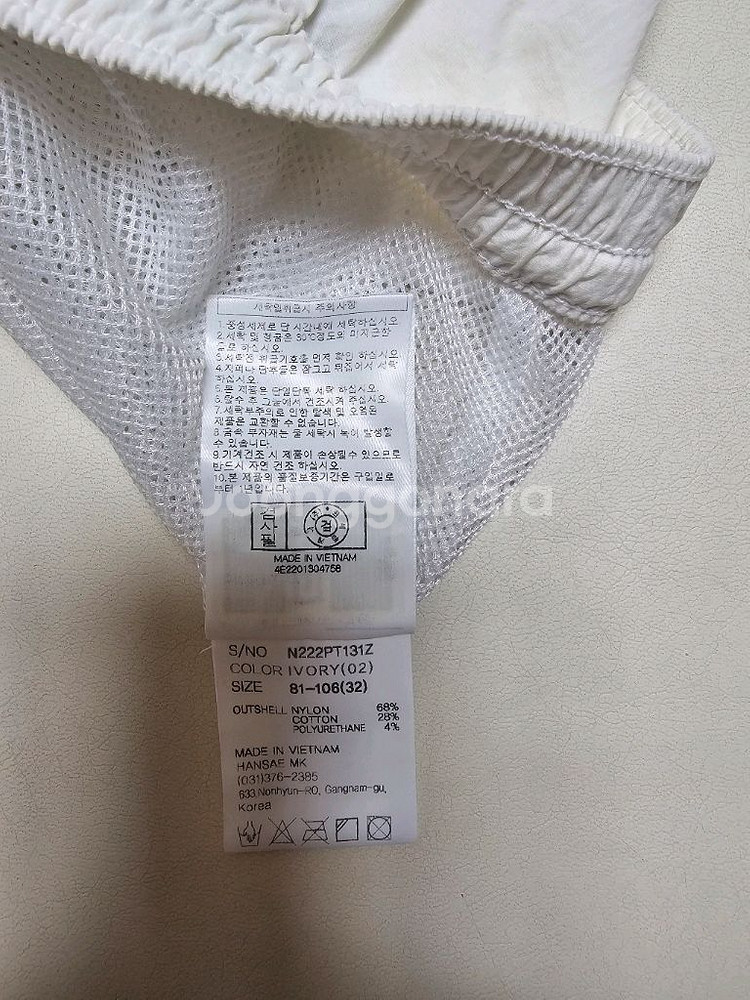 세탁및취급시 주의사항
1.중성세제로 단 시간내에 세탁하십시오.
2.세탁 및 헹굼은 30℃정도의 미지근한
물로 하십시오.
3.세탁전 취급기호을 먼저 확인 하십시오.
4.지퍼나 단추들은 잠그고 뒤집어서 세탁
하십시오.
5.본 제품은 단일단독 세탁 하십시오.
6.탈수 후 그늘에서 건조시켜 주십시오.
7.세탁부주의로 인한 탈색 및 오염된
제품은 교환할 수 없습니다.
8.금속 부자재는 물 세탁시 녹이 발생할
수 있습니다.
9.기계건조 시 제품이 손상될수 있으므로
반드시 자연 건조 하십시오.
10.본 제품의 품질보증기간은 구입일로
부터 1년입니다.
joonggonara
검사필
검
MADE IN VIETNAM
4E2201304758
S/NO N222PT131Z
COLOR IVORY(02)
SIZE 81-106(32)
OUTSHELL NYLON 68%
COTTON 28%
POLYURETHANE 4%
MADE IN VIETNAM
HANSAE MK
(031)376-2385
633,Nonhyun-RO, Gangnam-gu,
Korea